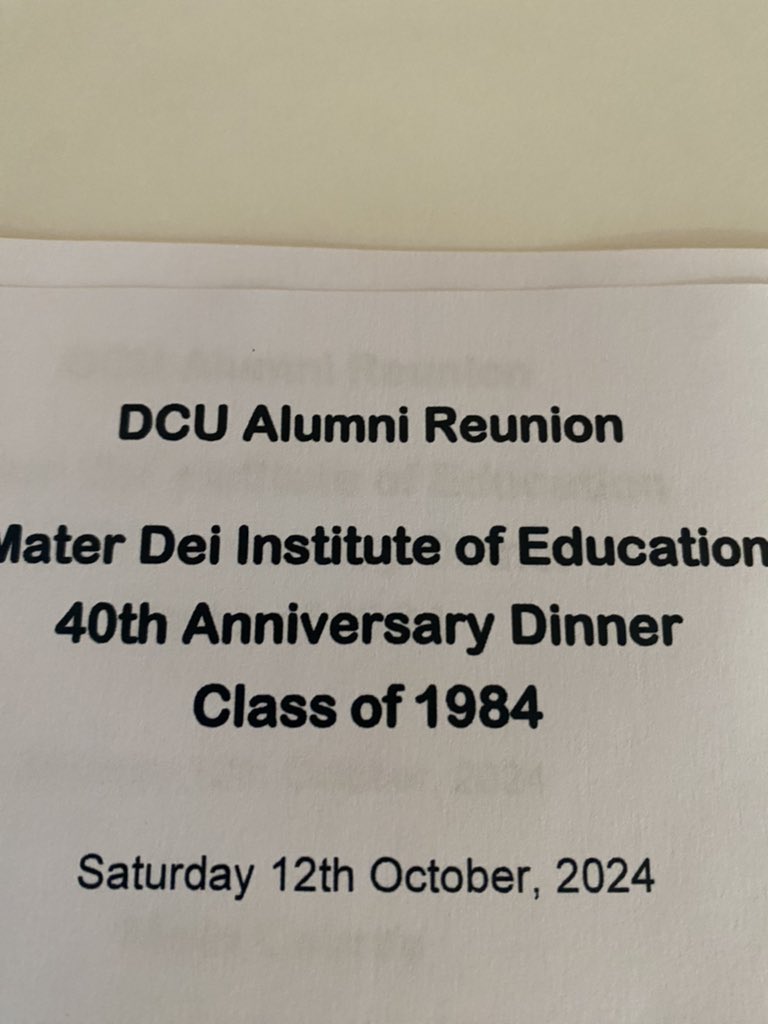 DCU Alumni Reunion
Mater Dei Institute of Education
40th Anniversary Dinner
Class of 1984
Saturday 12th October, 2024